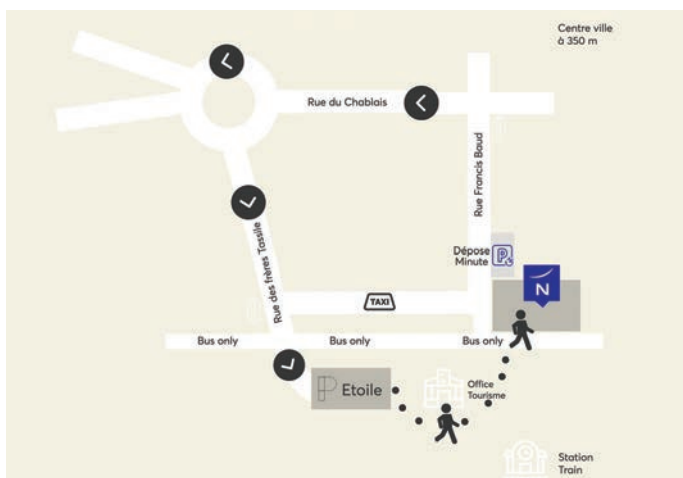 Centre ville
à 350 m
Rue du Chablais
Rue Francis Baud
Dépose
Minute
P
N
Rue des frères Tassile
TAXI
Bus only
Bus only
Bus only
P Etoile
Office
Tourisme
Station
Train